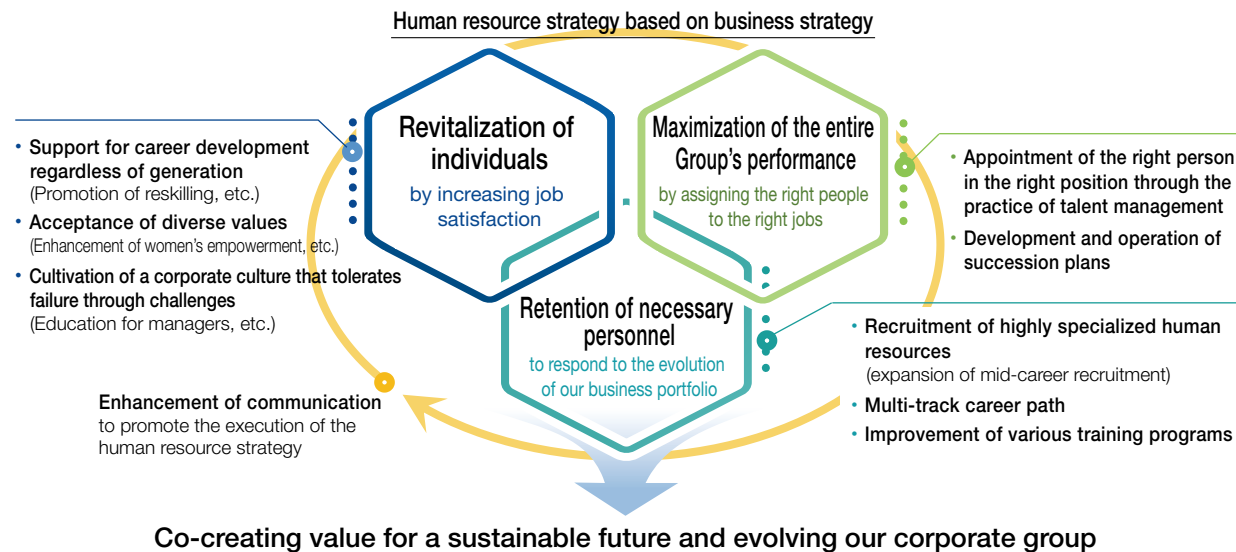 Human resource strategy based on business strategy
Revitalization of
individuals
by increasing job
satisfaction
Maximization of the entire
Group's performance
by assigning the right people
to the right jobs
Retention of necessary
personnel
to respond to the evolution
of our business portfolio
• Support for career development
regardless of generation
(Promotion of reskilling, etc.)
• Acceptance of diverse values
(Enhancement of women's empowerment, etc.)
• Cultivation of a corporate culture that tolerates
failure through challenges
(Education for managers, etc.)
• Appointment of the right person
in the right position through the
practice of talent management
• Development and operation of
succession plans
• Recruitment of highly specialized human
resources
(expansion of mid-career recruitment)
• Multi-track career path
• Improvement of various training programs
Enhancement of communication
to promote the execution of the
human resource strategy
Co-creating value for a sustainable future and evolving our corporate group